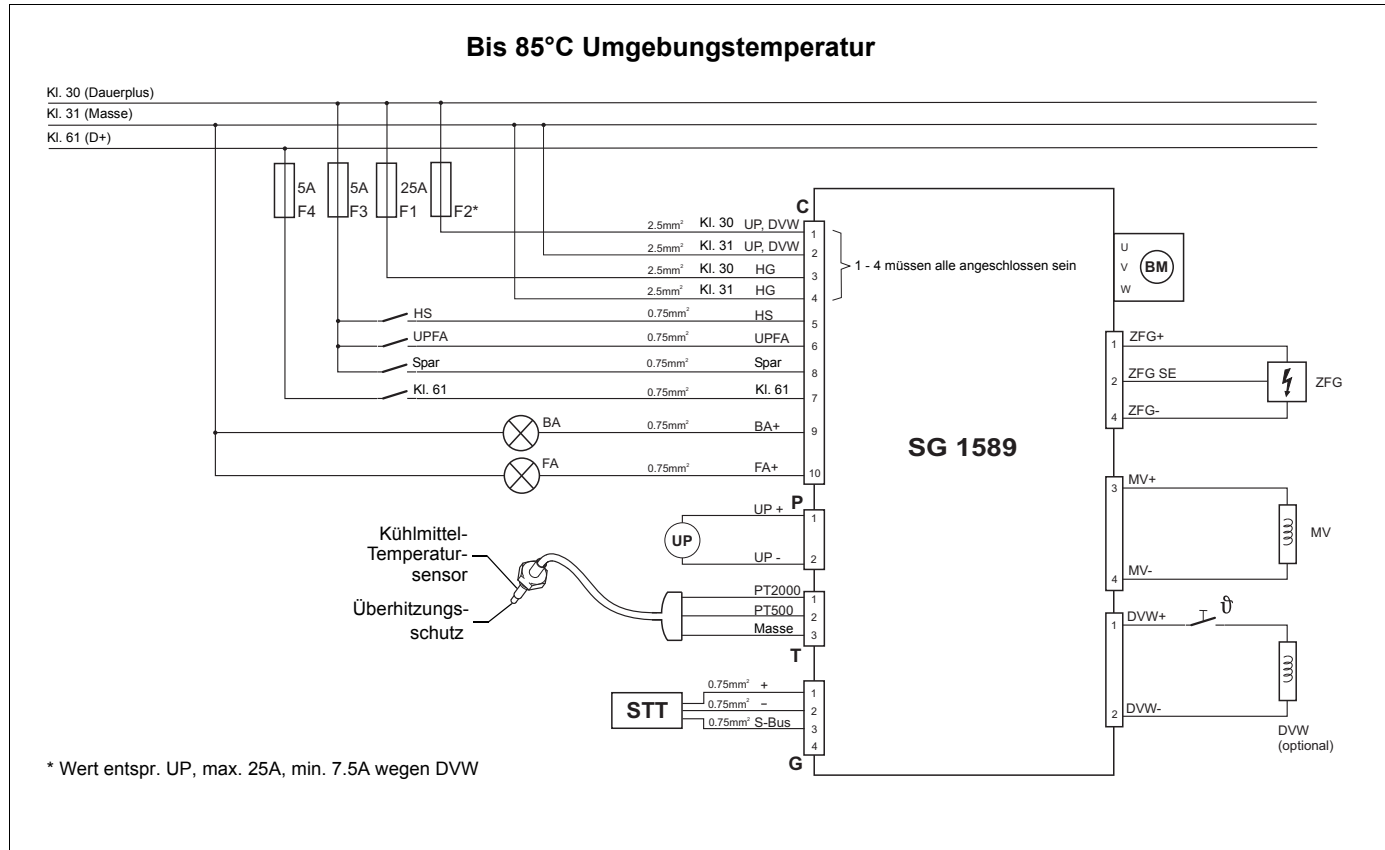 Bis 85°C Umgebungstemperatur
Kl. 30 (Dauerplus)
Kl. 31 (Masse)
Kl. 61 (D+)
5A
F4
5A
F3
25A
F1
F2*
C
2.5mm² Kl. 30 UP, DVW 1
2.5mm² Kl. 31 UP, DVW 2
2.5mm² Kl. 30 HG 3
2.5mm² Kl. 31 HG 4
1 - 4 müssen alle angeschlossen sein
HS 0.75mm² HS 5
UPFA 0.75mm² UPFA 6
Spar 0.75mm² Spar 8
Kl. 61 0.75mm² Kl. 61 7
BA 0.75mm² BA+ 9
FA 0.75mm² FA+ 10
P
UP
UP + 1
UP - 2
Kühlmittel-
Temperatur-
sensor
Überhitzungs-
schutz
PT2000 1
PT500 2
Masse 3
T
STT
0.75mm² + 1
0.75mm² − 2
0.75mm² S-Bus 3
4
G
SG 1589
U
V
W
BM
1 ZFG+
2 ZFG SE
4 ZFG-
ZFG
3 MV+
4 MV-
MV
1 DVW+
ϑ
2 DVW-
DVW
(optional)
* Wert entspr. UP, max. 25A, min. 7.5A wegen DVW